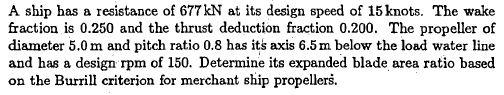 A ship has a resistance of 677 kN at its design speed of 15 knots. The wake
fraction is 0.250 and the thrust deduction fraction 0.200. The propeller of
diameter 5.0 m and pitch ratio 0.8 has its axis 6.5 m below the load water line
and has a design rpm of 150. Determine its expanded blade area ratio based
on the Burrill criterion for merchant ship propellers.